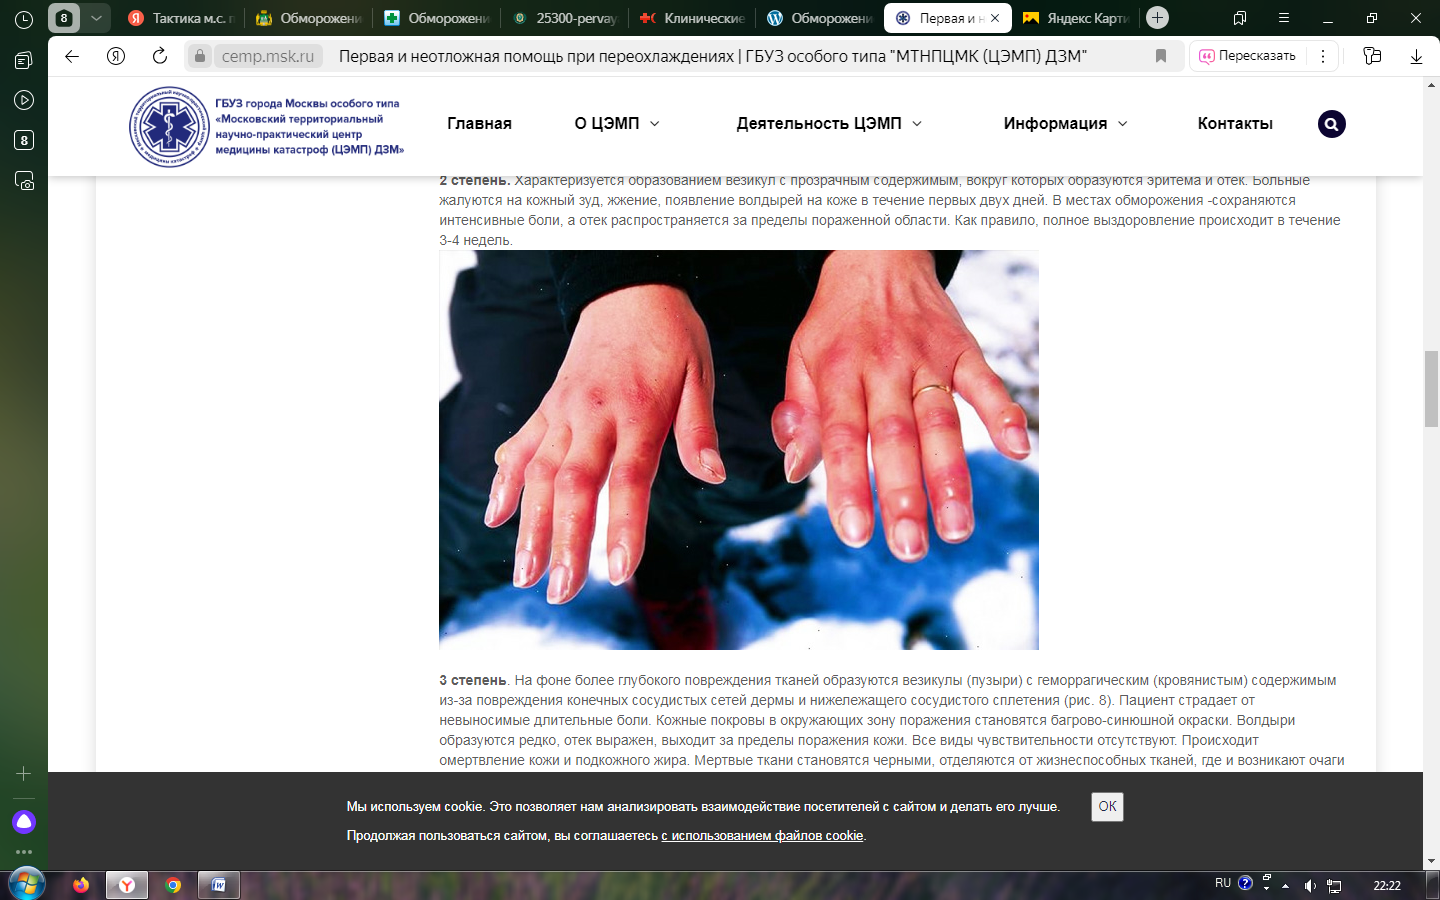 8
Тактика м.с. п
Обморожени
Обморожени
25300-pervay
Клинические
Обморожени
Первая и н
Яндекс Карти
cemp.msk.ru
Первая и неотложная помощь при переохлаждениях | ГБУЗ особого типа "МТНПЦМК (ЦЭМП) ДЗМ"
Пересказать
8
ГБУЗ города Москвы особого типа
«Московский территориальный
научно-практический центр
медицины катастроф (ЦЭМП) ДЗМ»
Главная
О ЦЭМП
Деятельность ЦЭМП
Информация
Контакты
2 степень. Характеризуется образованием везикул с прозрачным содержимым, вокруг которых образуются эритема и отек. Больные
жалуются на кожный зуд, жжение, появление волдырей на коже в течение первых двух дней. В местах обморожения -сохраняются
интенсивные боли, а отек распространяется за пределы пораженной области. Как правило, полное выздоровление происходит в течение
3-4 недель.
3 степень. На фоне более глубокого повреждения тканей образуются везикулы (пузыри) с геморрагическим (кровянистым) содержимым
из-за повреждения конечных сосудистых сетей дермы и нижележащего сосудистого сплетения (рис. 8). Пациент страдает от
невыносимые длительные боли. Кожные покровы в окружающих зону поражения становятся багрово-синюшной окраски. Волдыри
образуются редко, отек выражен, выходит за пределы поражения кожи. Все виды чувствительности отсутствуют. Происходит
омертвление кожи и подкожного жира. Мертвые ткани становятся черными, отделяются от жизнеспособных тканей, где и возникают очаги
Мы используем cookie. Это позволяет нам анализировать взаимодействие посетителей с сайтом и делать его лучше.
OK
Продолжая пользоваться сайтом, вы соглашаетесь с использованием файлов cookie.
RU
22:22